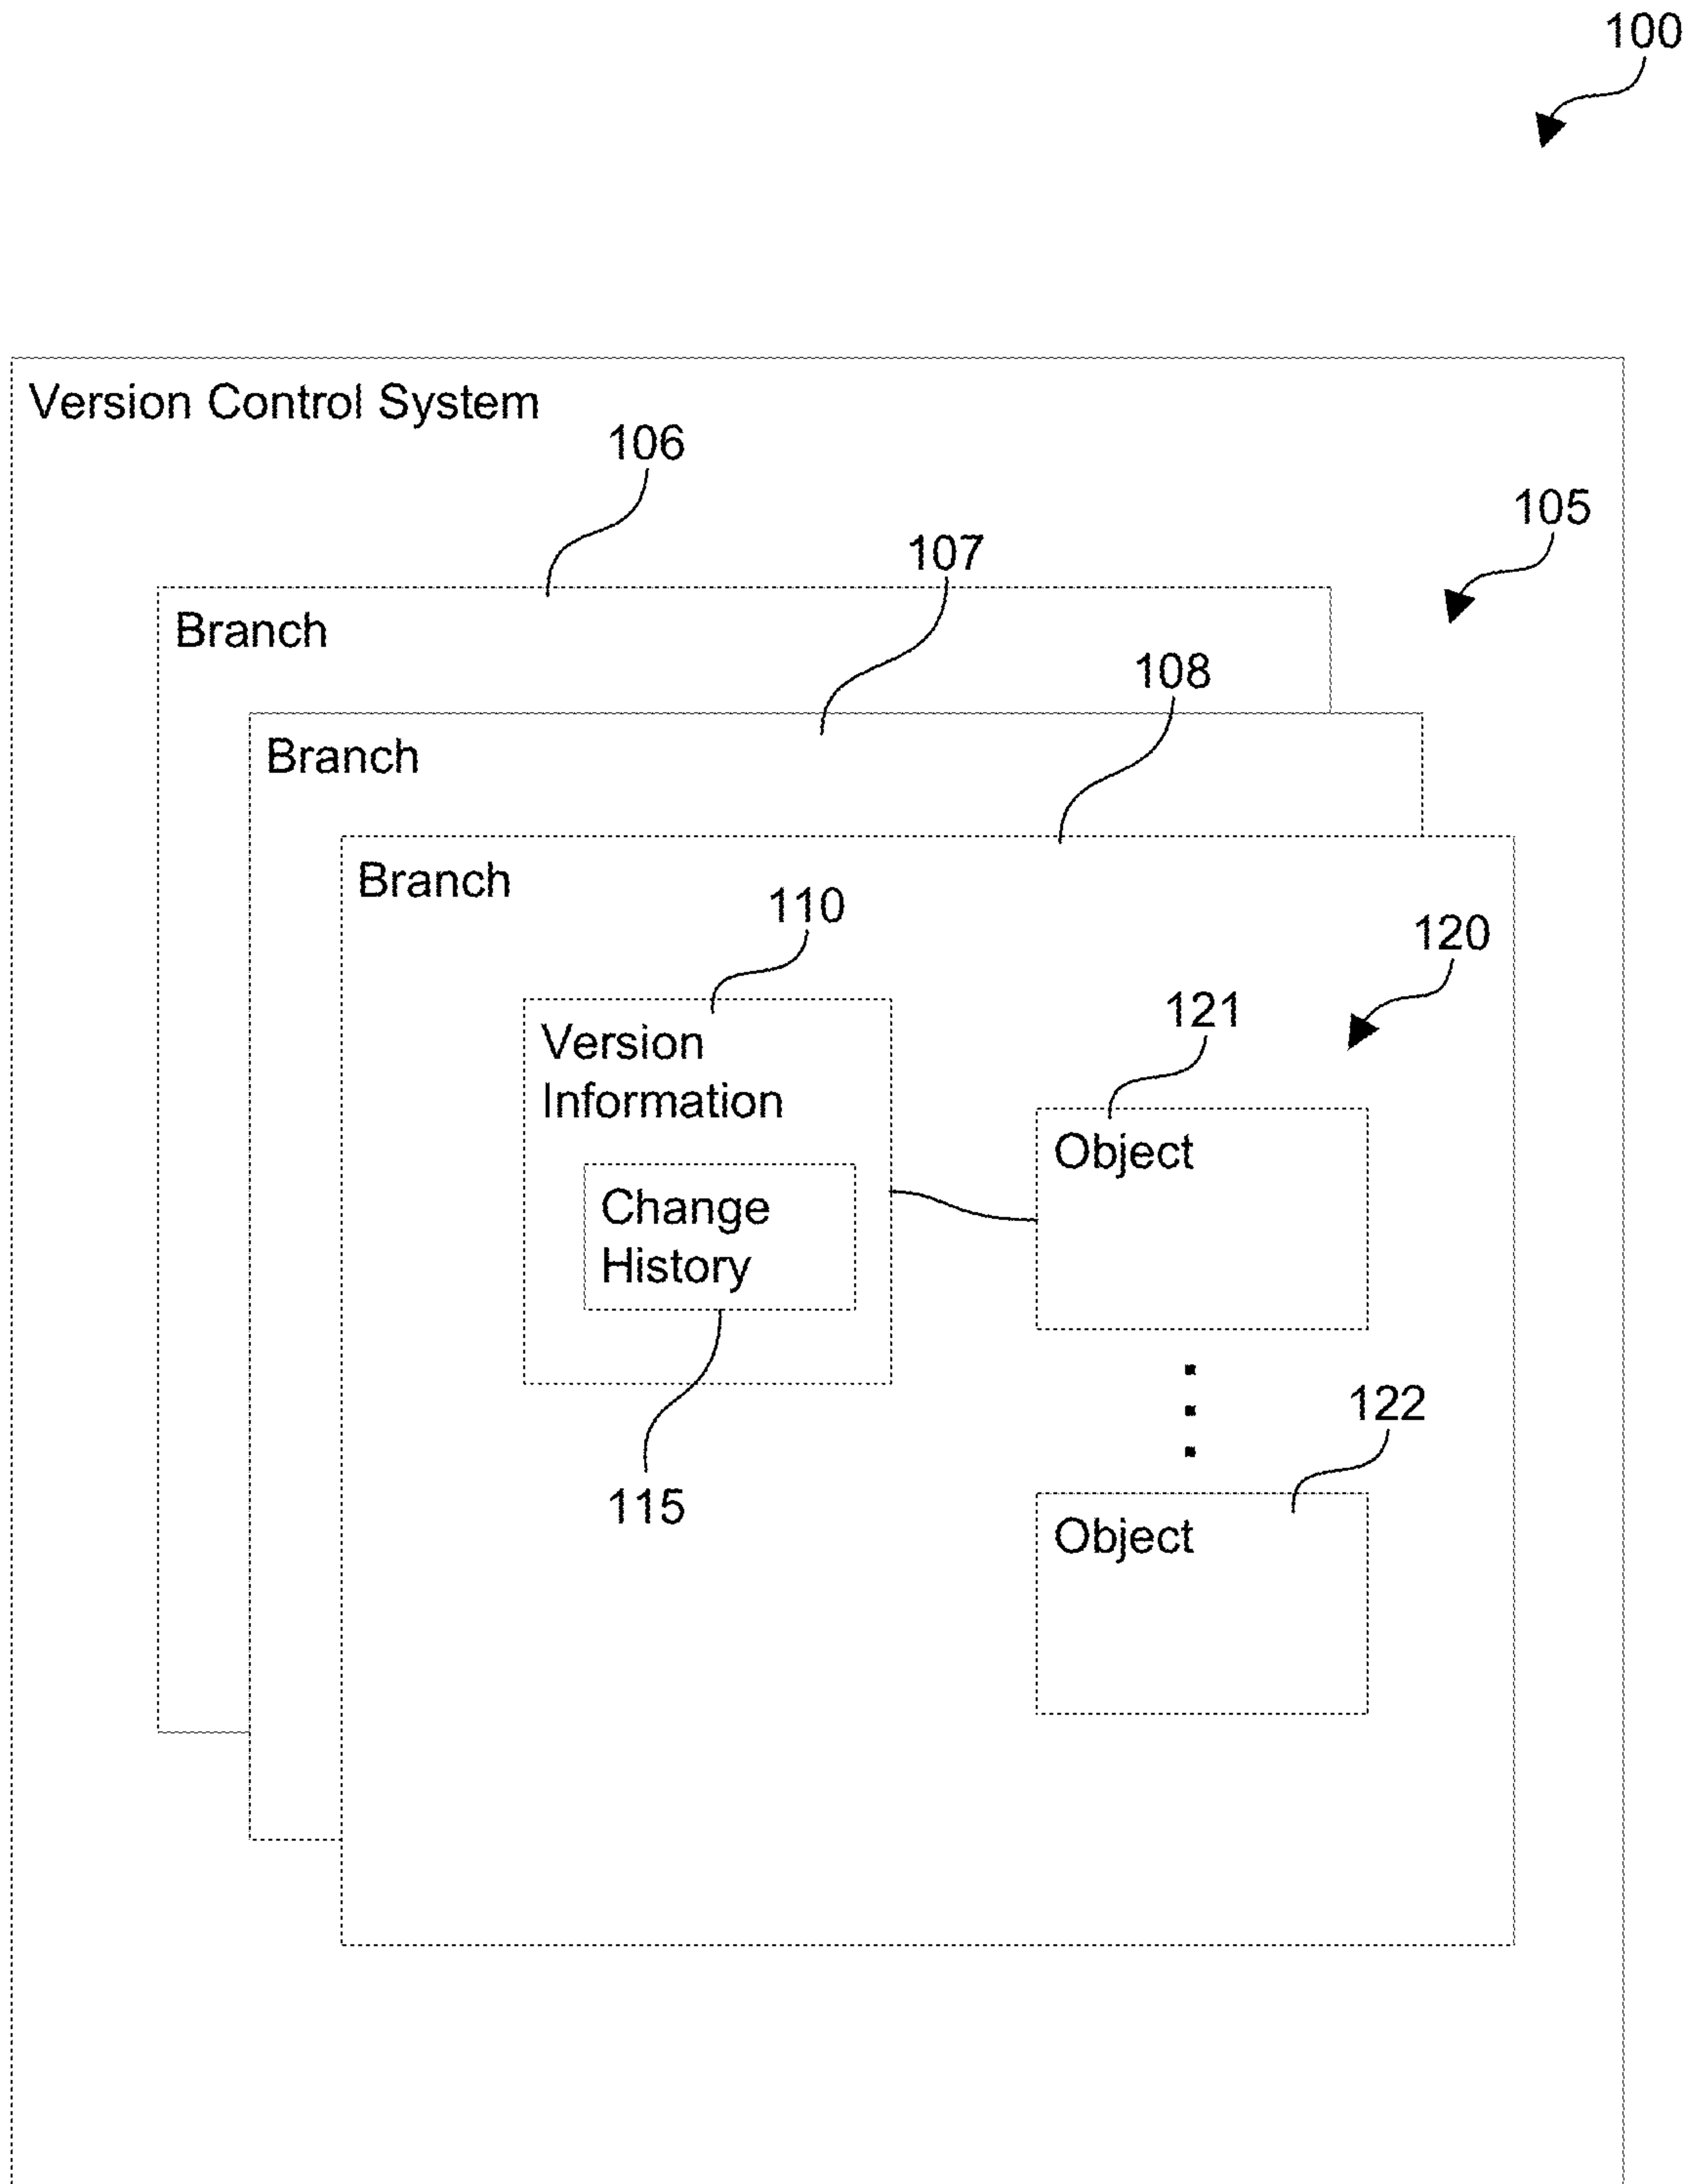 100
Version Control System
106
105
107
Branch
108
Branch
Branch
110
120
121
Version
Information
Object
Change
History
122
115
Object